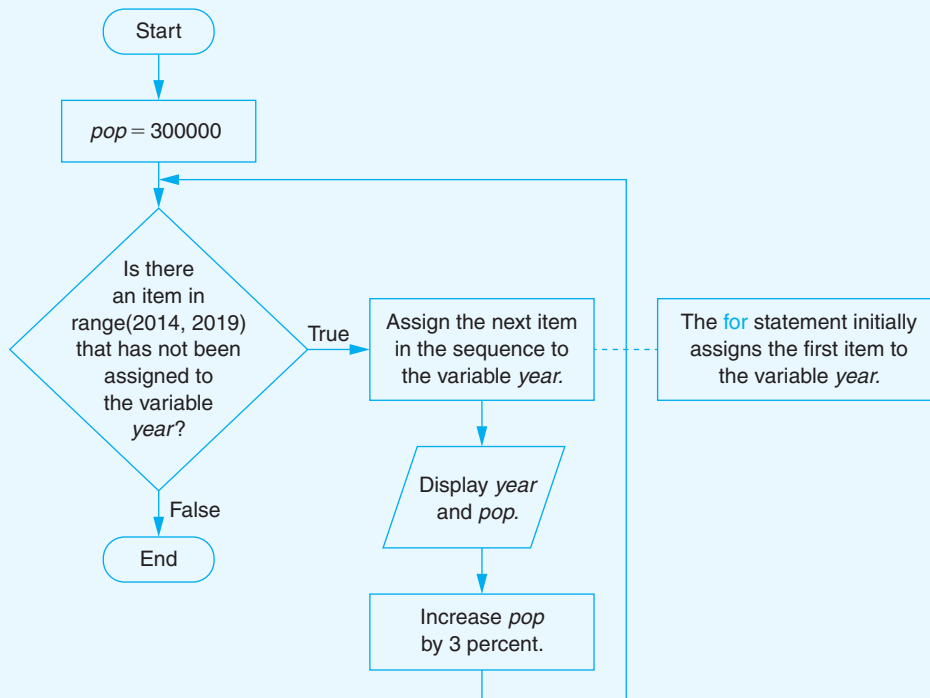 Start
pop = 300000
Is there
an item in
range(2014, 2019)
that has not been
assigned to
the variable
year?
True
Assign the next item
in the sequence to
the variable year.
The for statement initially
assigns the first item to
the variable year.
Display year
and pop.
Increase pop
by 3 percent.
False
End